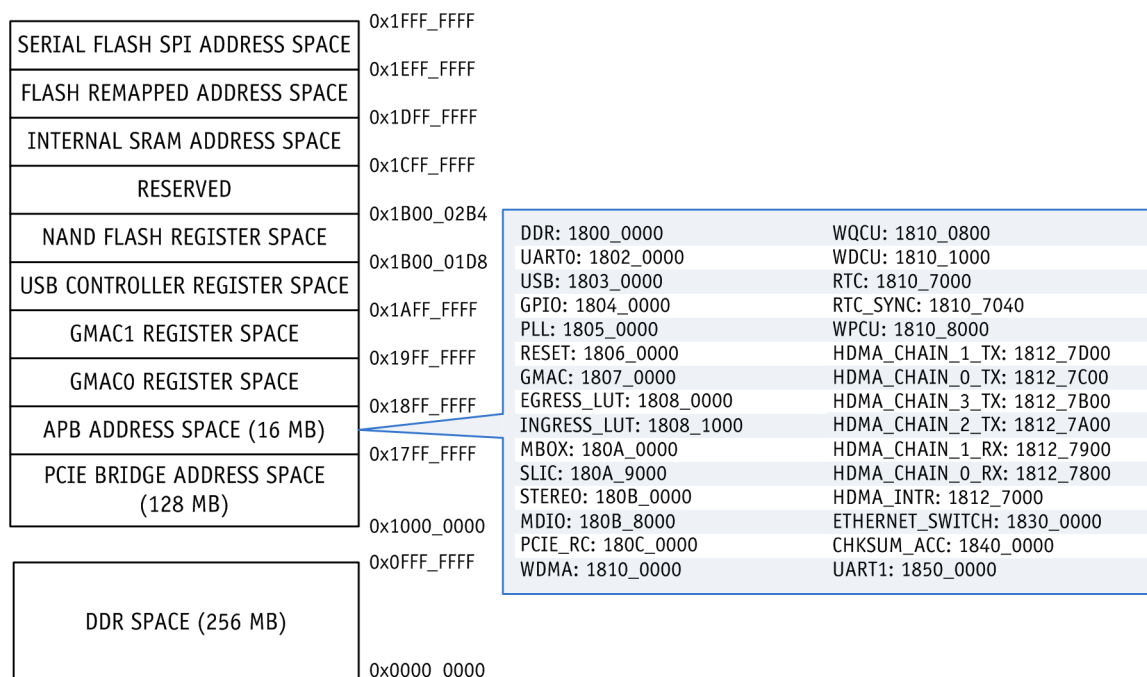 0x1FFF_FFFF
SERIAL FLASH SPI ADDRESS SPACE
0x1EFF_FFFF
FLASH REMAPPED ADDRESS SPACE
0x1DFF_FFFF
INTERNAL SRAM ADDRESS SPACE
0x1CFF_FFFF
RESERVED
0x1B00_02B4
NAND FLASH REGISTER SPACE
0x1B00_01D8
USB CONTROLLER REGISTER SPACE
0x1AFF_FFFF
GMAC1 REGISTER SPACE
0x19FF_FFFF
GMAC0 REGISTER SPACE
0x18FF_FFFF
APB ADDRESS SPACE (16 MB)
0x17FF_FFFF
PCIE BRIDGE ADDRESS SPACE
(128 MB)
0x1000_0000
0x0FFF_FFFF
DDR SPACE (256 MB)
0x0000_0000
DDR: 1800_0000
UART0: 1802_0000
USB: 1803_0000
GPIO: 1804_0000
PLL: 1805_0000
RESET: 1806_0000
GMAC: 1807_0000
EGRESS_LUT: 1808_0000
INGRESS_LUT: 1808_1000
MBOX: 180A_0000
SLIC: 180A_9000
STEREO: 180B_0000
MDIO: 180B_8000
PCIE_RC: 180C_0000
WDMA: 1810_0000
WQCU: 1810_0800
WDCU: 1810_1000
RTC: 1810_7000
RTC_SYNC: 1810_7040
WPCU: 1810_8000
HDMA_CHAIN_1_TX: 1812_7D00
HDMA_CHAIN_0_TX: 1812_7C00
HDMA_CHAIN_3_TX: 1812_7B00
HDMA_CHAIN_2_TX: 1812_7A00
HDMA_CHAIN_1_RX: 1812_7900
HDMA_CHAIN_0_RX: 1812_7800
HDMA_INTR: 1812_7000
ETHERNET_SWITCH: 1830_0000
CHKSUM_ACC: 1840_0000
UART1: 1850_0000